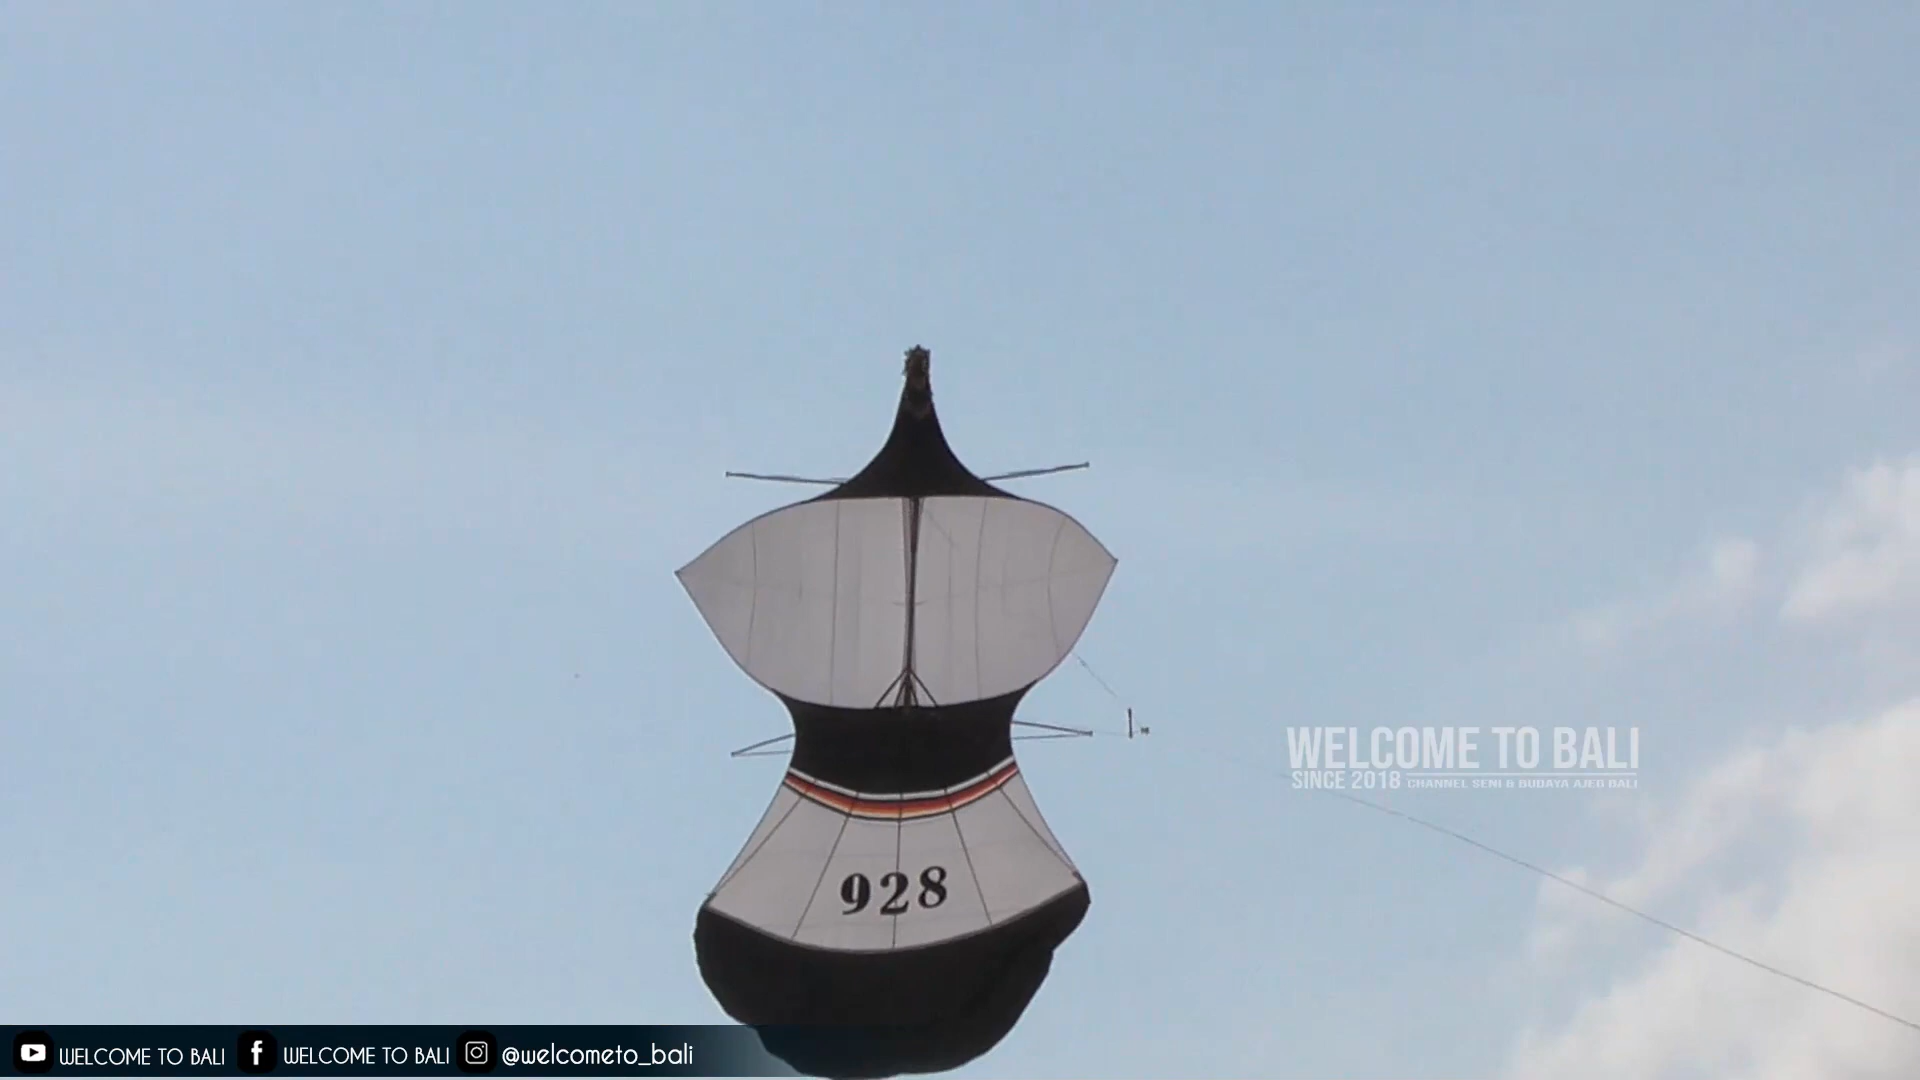 928
WELCOME TO BALI
SINCE 2018 CHANNEL SENI & BUDAYA AJEG BALI
WELCOME TO BALI WELCOME TO BALI @welcometo_bali